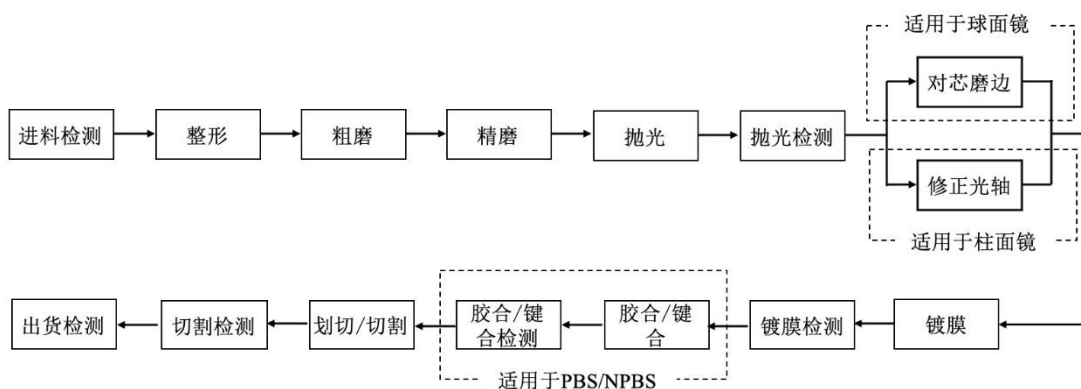 适用于球面镜
对芯磨边
进料检测
整形
粗磨
精磨
抛光
抛光检测
修正光轴
适用于柱面镜
出货检测
切割检测
划切/切割
胶合/键
合检测
胶合/键
合
镀膜检测
镀膜
适用于PBS/NPBS